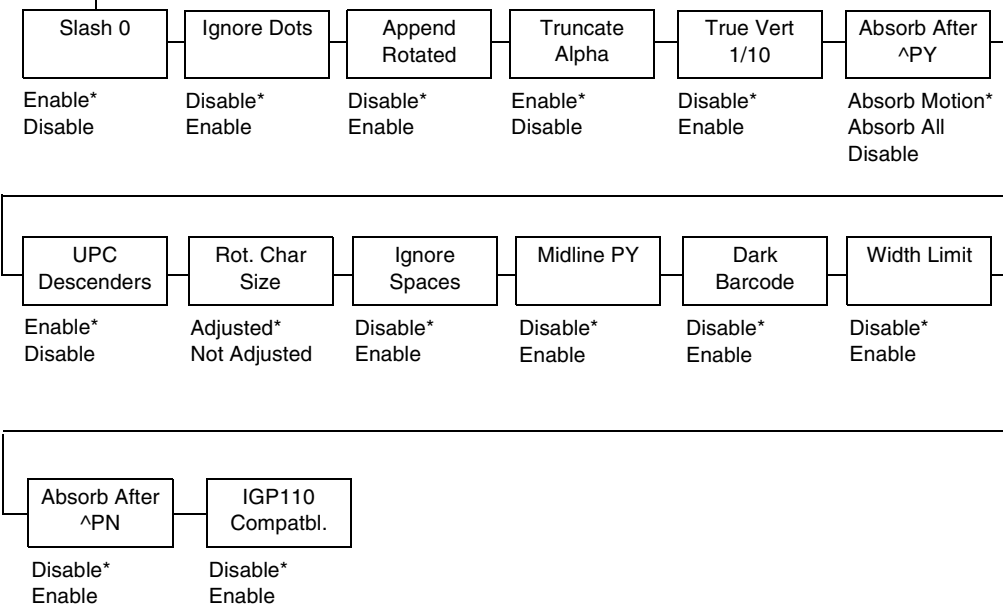 Slash 0
Enable*
Disable
Ignore Dots
Disable*
Enable
Append
Rotated
Disable*
Enable
Truncate
Alpha
Enable*
Disable
True Vert
1/10
Disable*
Enable
Absorb After
^PY
Absorb Motion*
Absorb All
Disable
UPC
Descenders
Enable*
Disable
Rot. Char
Size
Adjusted*
Not Adjusted
Ignore
Spaces
Disable*
Enable
Midline PY
Disable*
Enable
Dark
Barcode
Disable*
Enable
Width Limit
Disable*
Enable
Absorb After
^PN
Disable*
Enable
IGP110
Compatbl.
Disable*
Enable